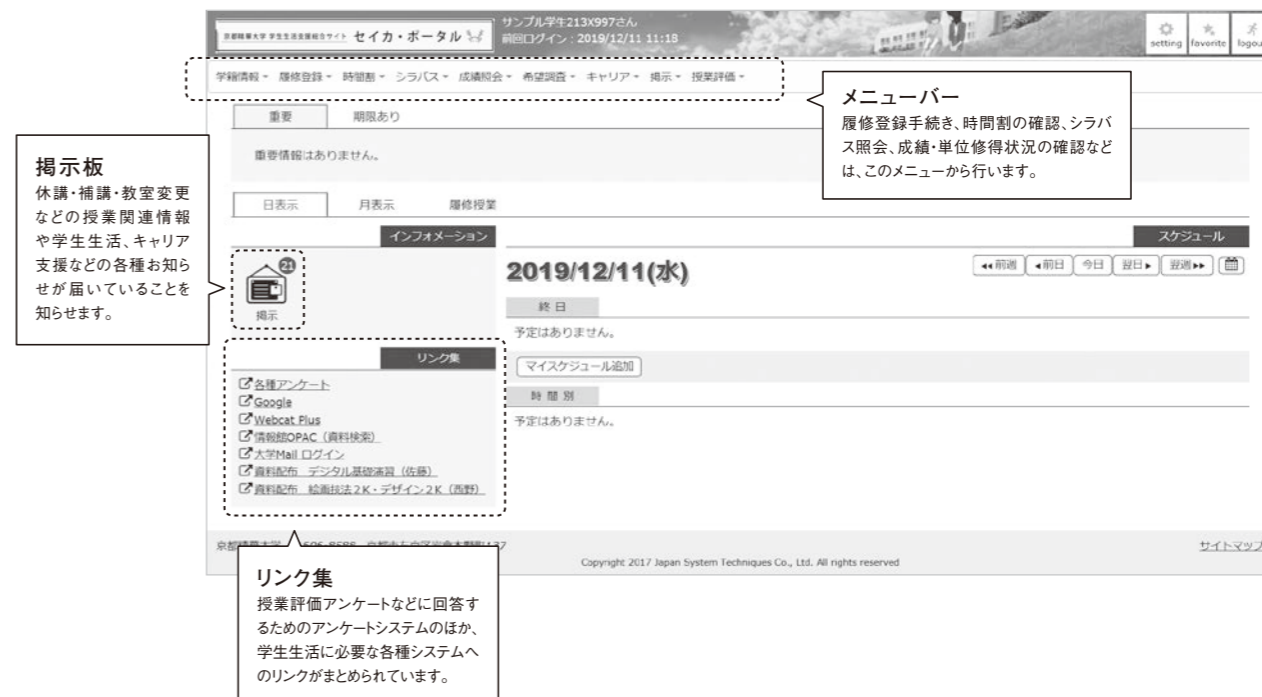 京都精華大学 学生生活支援総合サイト セイカ・ポータル
サンプル学生213X997さん
前回ログイン : 2019/12/11 11:18
setting favorite logou
学籍情報 履修登録 時間割 シラバス 成績照会 希望調査 キャリア 掲示 授業評価
メニューバー
履修登録手続き、時間割の確認、シラバ
ス照会、成績・単位修得状況の確認など
は、このメニューから行います。
重要 期限あり
重要情報はありません。
掲示板
休講・補講・教室変更
などの授業関連情報
や学生生活、キャリア
支援などの各種お知ら
せが届いていることを
知らせます。
日表示 月表示 履修授業
インフォメーション
スケジュール
21
掲示
2019/12/11(水)
前週 前日 今日 翌日 翌週
終日
予定はありません。
マイスケジュール追加
時間別
予定はありません。
リンク集
各種アンケート
Google
Webcat Plus
情報館OPAC（資料検索）
大学Mail ログイン
資料配布 デジタル基礎演習（佐藤）
資料配布 絵画技法２K・デザイン２K（西野）
サイトマップ
Copyright 2017 Japan System Techniques Co., Ltd. All rights reserved
リンク集
授業評価アンケートなどに回答す
るためのアンケートシステムのほか、
学生生活に必要な各種システムへ
のリンクがまとめられています。